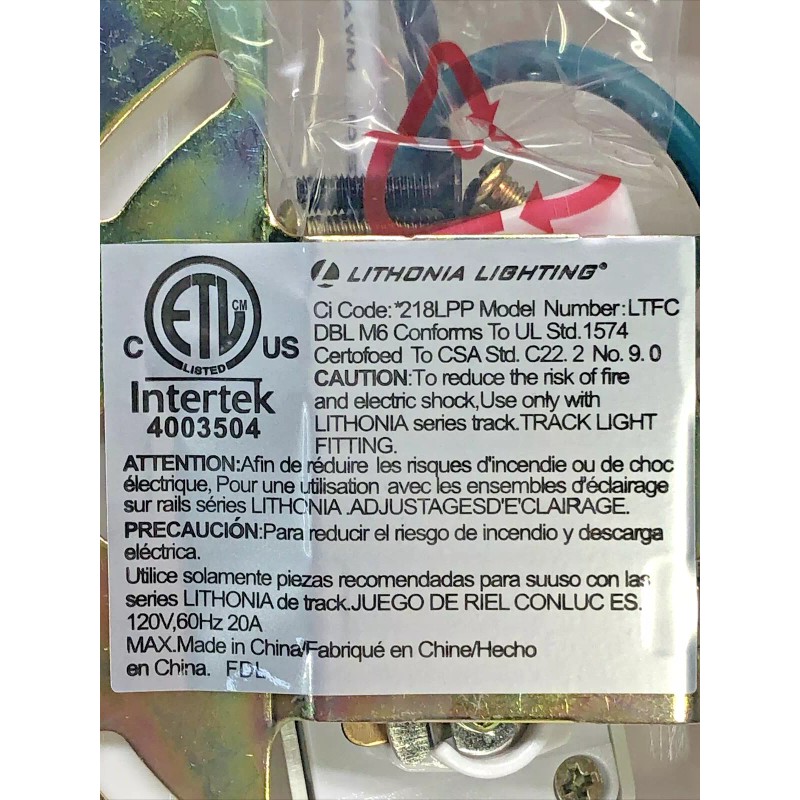 AWM
ETL CM
LISTED
C US
Intertek
4003504
LITHONIA LIGHTING®
Ci Code:*218LPP Model Number:LTFC
DBL M6 Conforms To UL Std.1574
Certofoed To CSA Std. C22. 2 No. 9. 0
CAUTION:To reduce the risk of fire
and electric shock,Use only with
LITHONIA series track.TRACK LIGHT
FITTING.
ATTENTION:Afin de réduire les risques d'incendie ou de choc
électrique, Pour une utilisation avec les ensembles d'éclairage
sur rails séries LITHONIA .ADJUSTAGESD'E'CLAIRAGE.
PRECAUCIÓN:Para reducir el riesgo de incendio y descarga
eléctrica.
Utilice solamente piezas recomendadas para suuso con las
series LITHONIA de track.JUEGO DE RIEL CONLUC ES.
120V,60Hz 20A
MAX.Made in China/Fabriqué en Chine/Hecho
en China. FDL